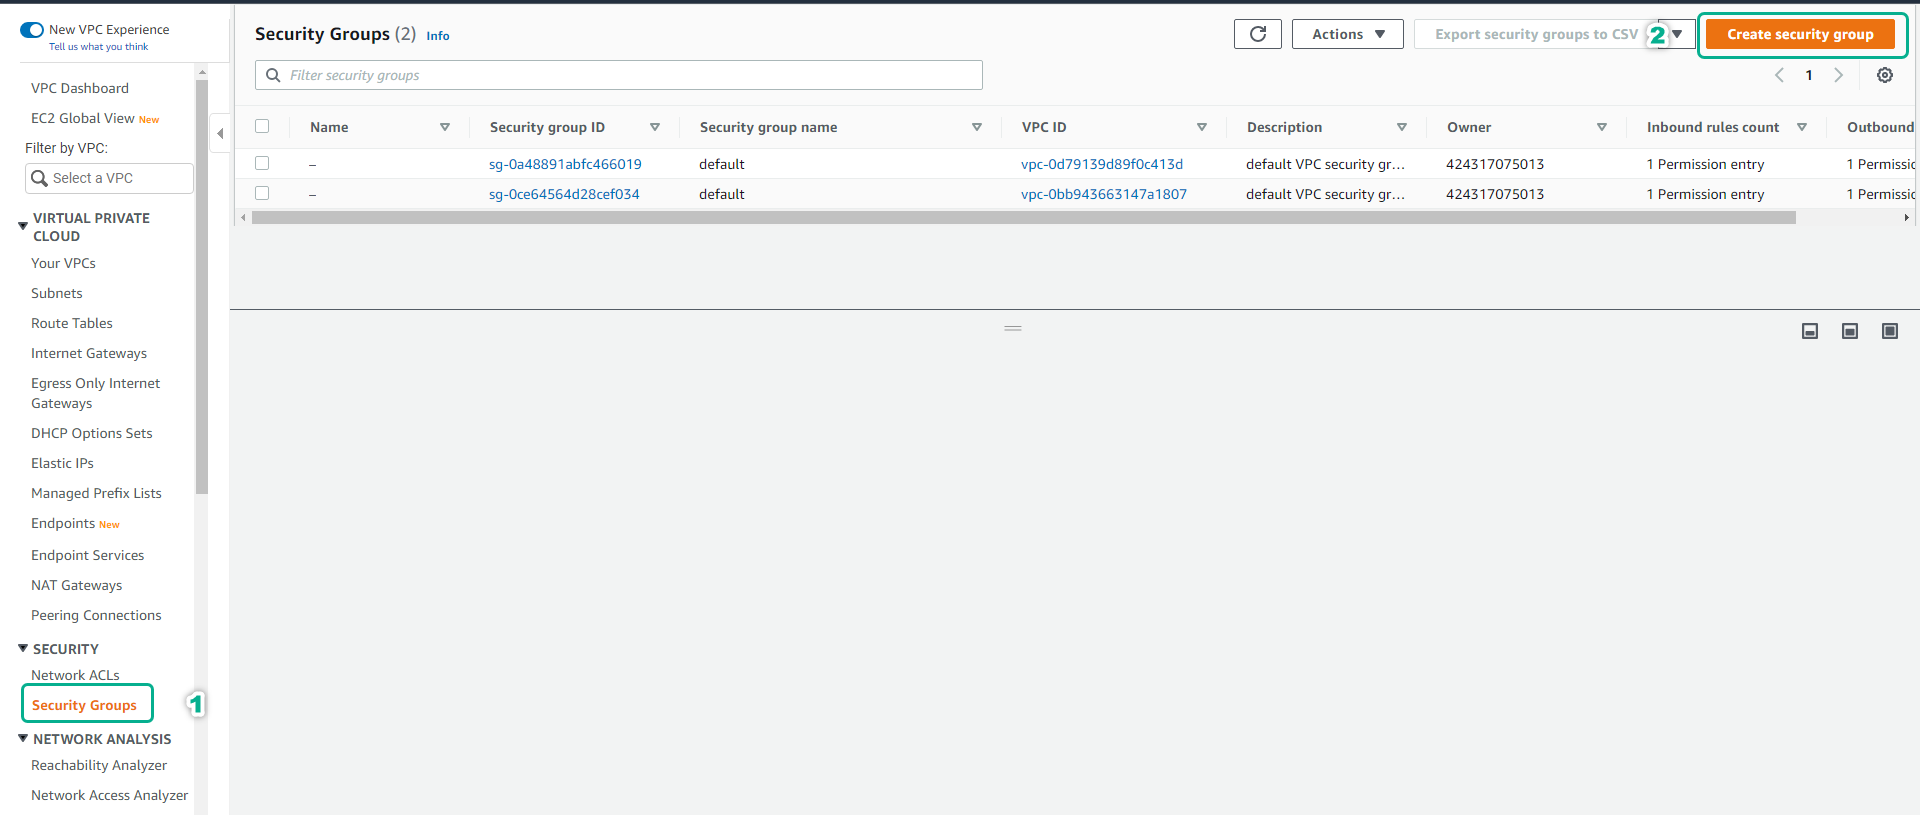 New VPC Experience
Tell us what you think
VPC Dashboard
EC2 Global View New
Filter by VPC:
Select a VPC
VIRTUAL PRIVATE
CLOUD
Your VPCs
Subnets
Route Tables
Internet Gateways
Egress Only Internet
Gateways
DHCP Options Sets
Elastic IPs
Managed Prefix Lists
Endpoints New
Endpoint Services
NAT Gateways
Peering Connections
SECURITY
Network ACLs
Security Groups 1
NETWORK ANALYSIS
Reachability Analyzer
Network Access Analyzer
Security Groups (2) Info
Actions
Export security groups to CSV 2
Create security group
Filter security groups
1
Name Security group ID Security group name VPC ID Description Owner Inbound rules count Outbound
– sg-0a48891abfc466019 default vpc-0d79139d89f0c413d default VPC security gr... 424317075013 1 Permission entry 1 Permissic
– sg-0ce64564d28cef034 default vpc-0bb943663147a1807 default VPC security gr... 424317075013 1 Permission entry 1 Permissic